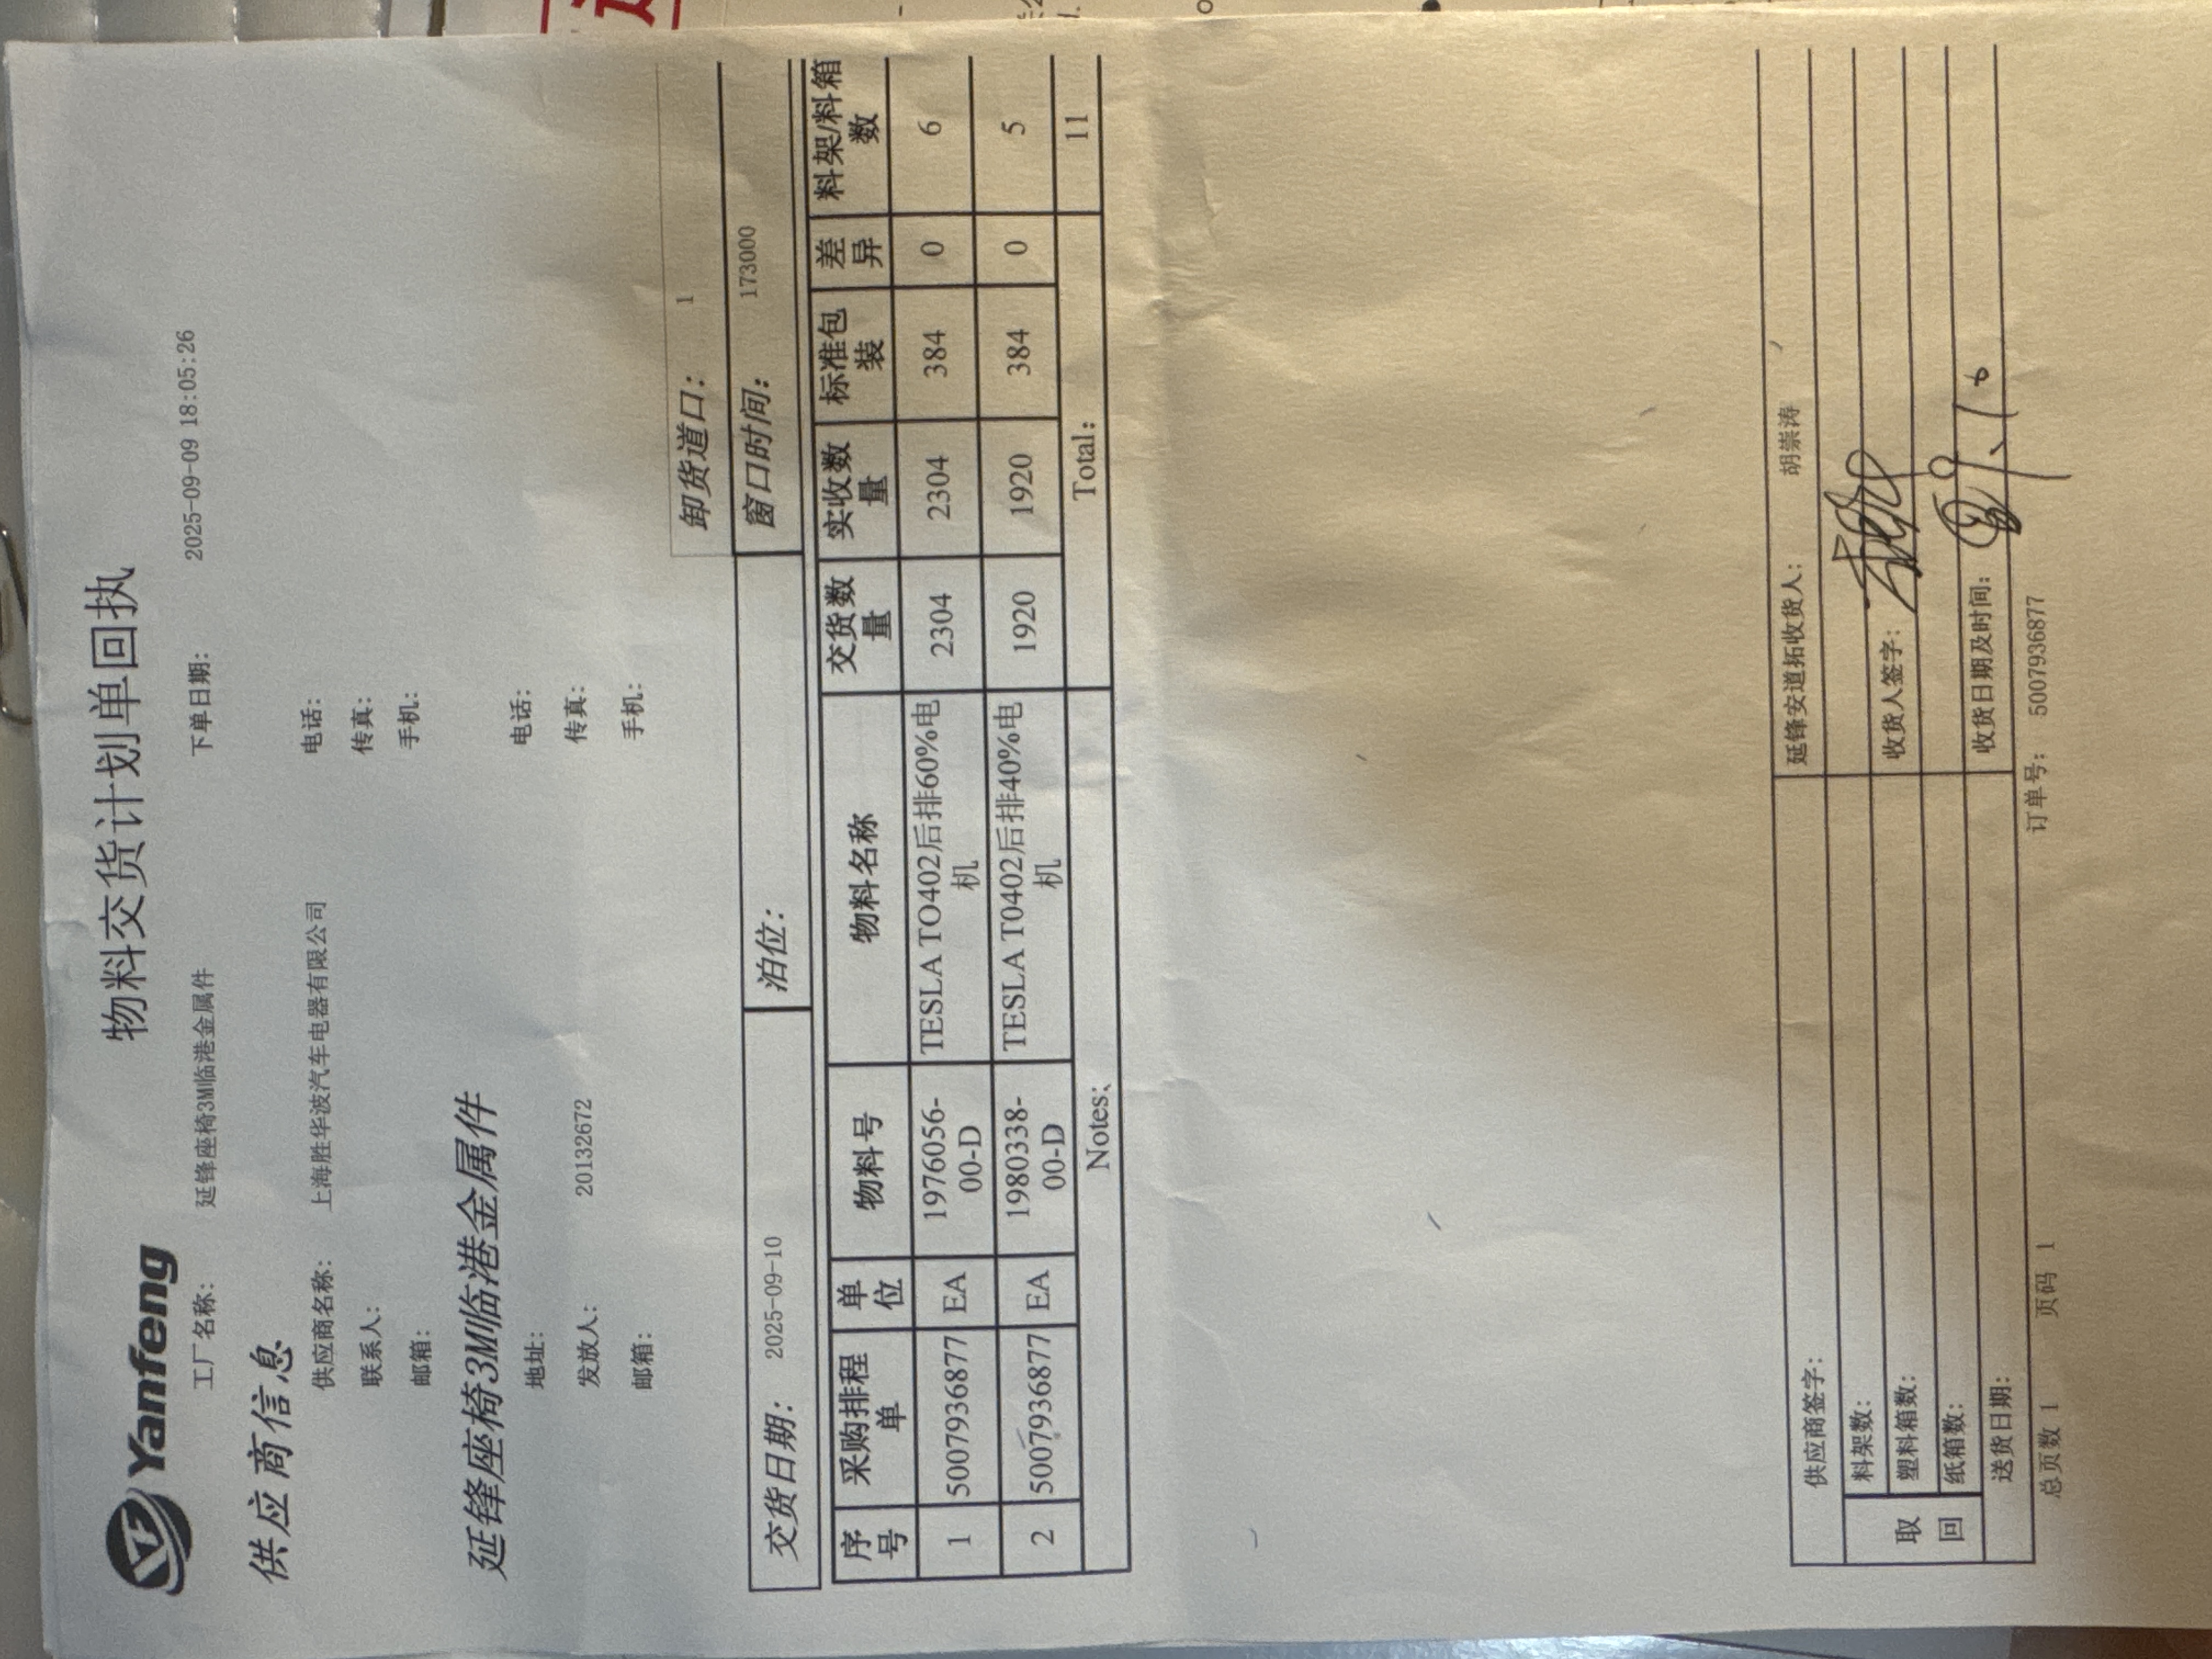 Yanfeng
物料交货计划单回执
工厂名称: 延锋座椅3M临港金属件 下单日期: 2025-09-09 18:05:26
供应商信息
供应商名称: 上海胜华波汽车电器有限公司 电话:
联系人: 传真:
邮箱: 手机:
延锋座椅3M临港金属件
地址: 电话:
发放人: 20132672 传真:
邮箱: 手机:
卸货道口: 1
交货日期: 2025-09-10 泊位: 窗口时间: 173000
序号 采购排程单 单位 物料号 物料名称 交货数量 实收数量 标准包装 差异 料架/料箱数
1 5007936877 EA 1976056-00-D TESLA TO402后排60%电机 2304 2304 384 0 6
2 5007936877 EA 1980338-00-D TESLA T0402后排40%电机 1920 1920 384 0 5
Notes: Total: 11
供应商签字: 延锋安道拓收货人: 胡崇涛
取回 料架数:
塑料箱数: 收货人签字:
纸箱数:
送货日期: 收货日期及时间:
总页数 1 页码 1 订单号: 5007936877